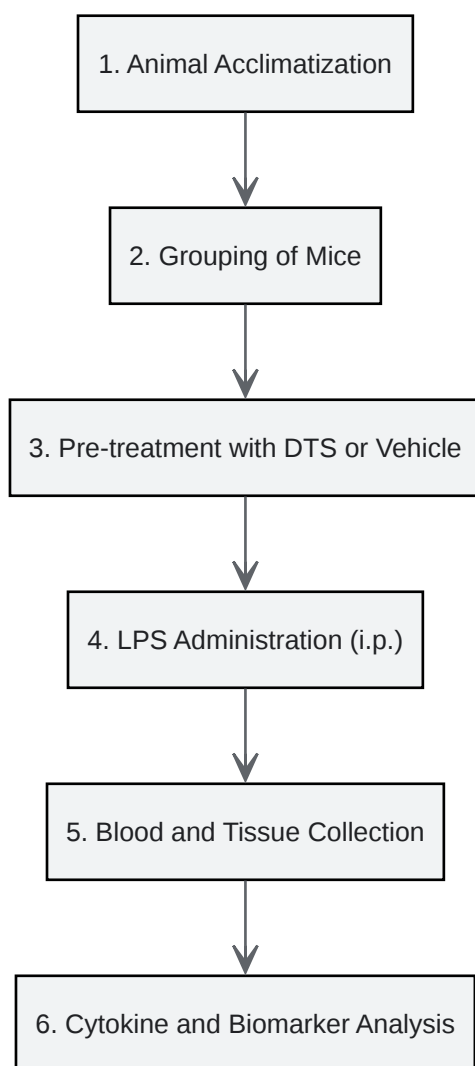 1. Animal Acclimatization
2. Grouping of Mice
3. Pre-treatment with DTS or Vehicle
4. LPS Administration (i.p.)
5. Blood and Tissue Collection
6. Cytokine and Biomarker Analysis